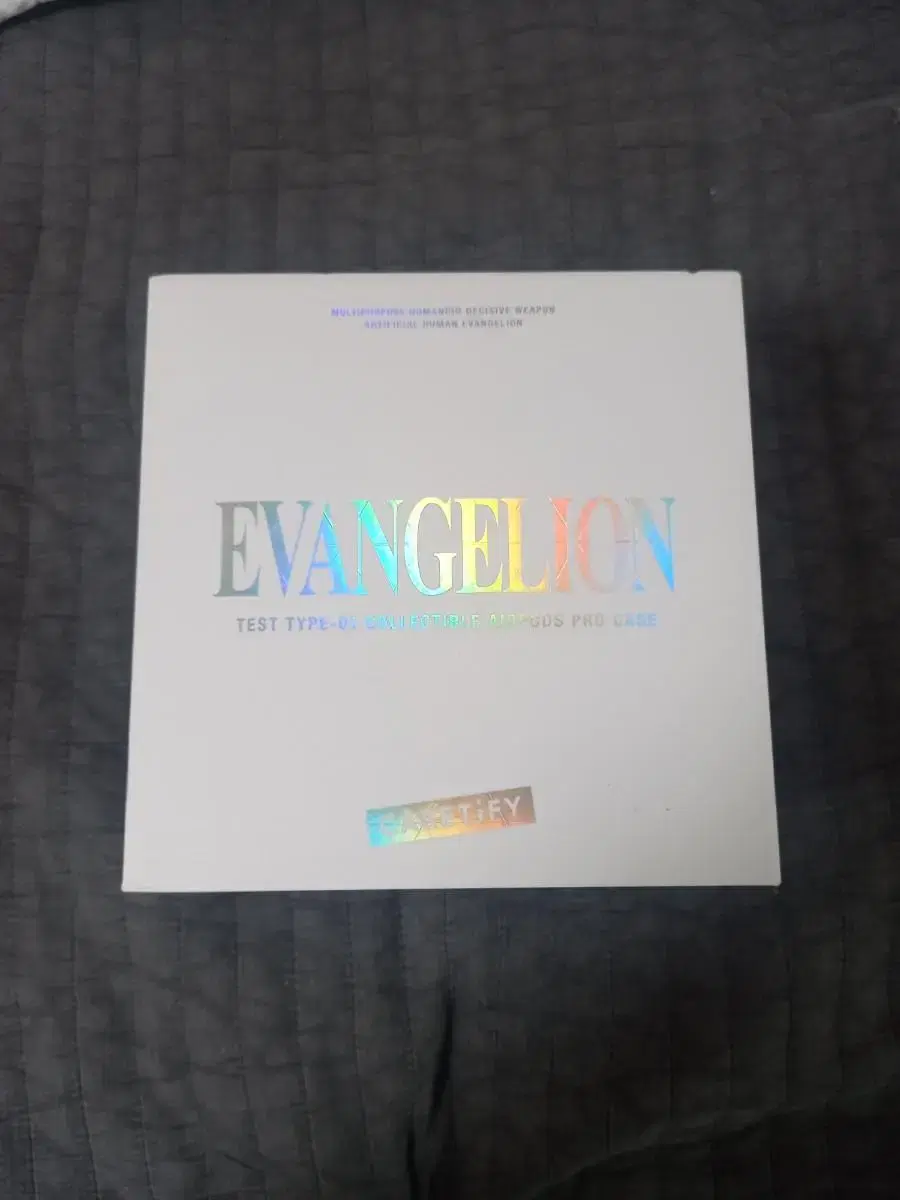 MULTIPURPOSE HUMANOID DECISIVE WEAPON
ARTIFICIAL HUMAN EVANGELION
EVANGELION
TEST TYPE-01 COLLECTIBLE AIRPODS PRO CASE
CASETiFY